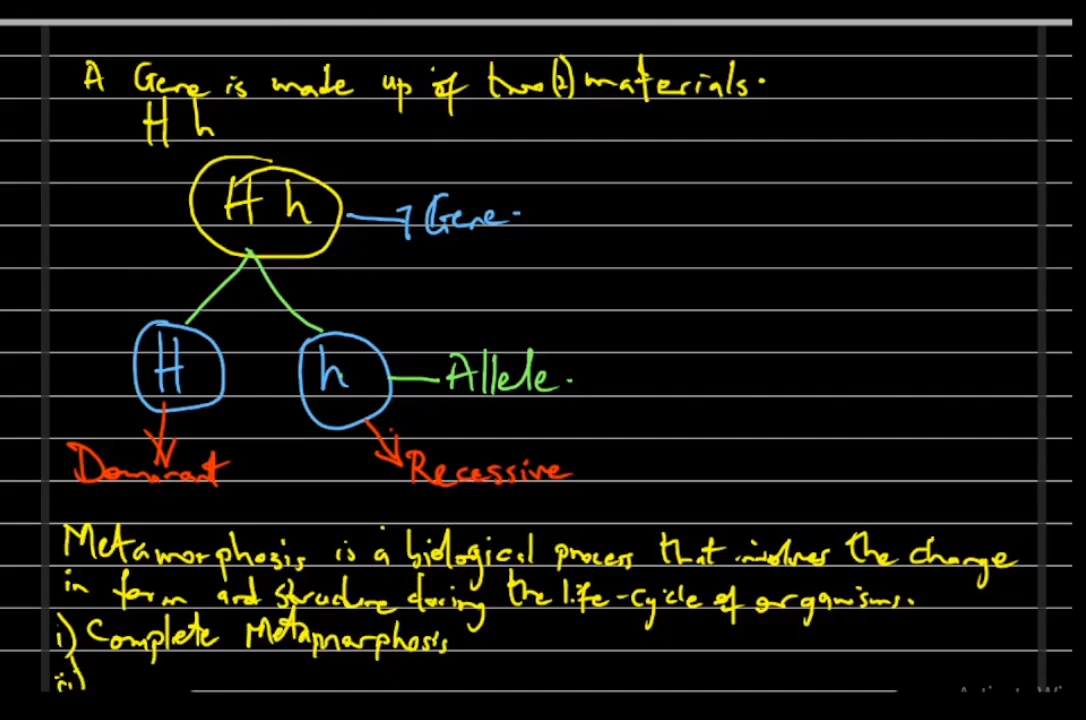 A Gene is made up of two (2) materials.
H h
H h
Gene.
H
h
Allele.
Dominant
Recessive
Metamorphosis is a biological process that involves the change
in form and structure during the life-cycle of organisms.
i) Complete Metamorphosis
ii)